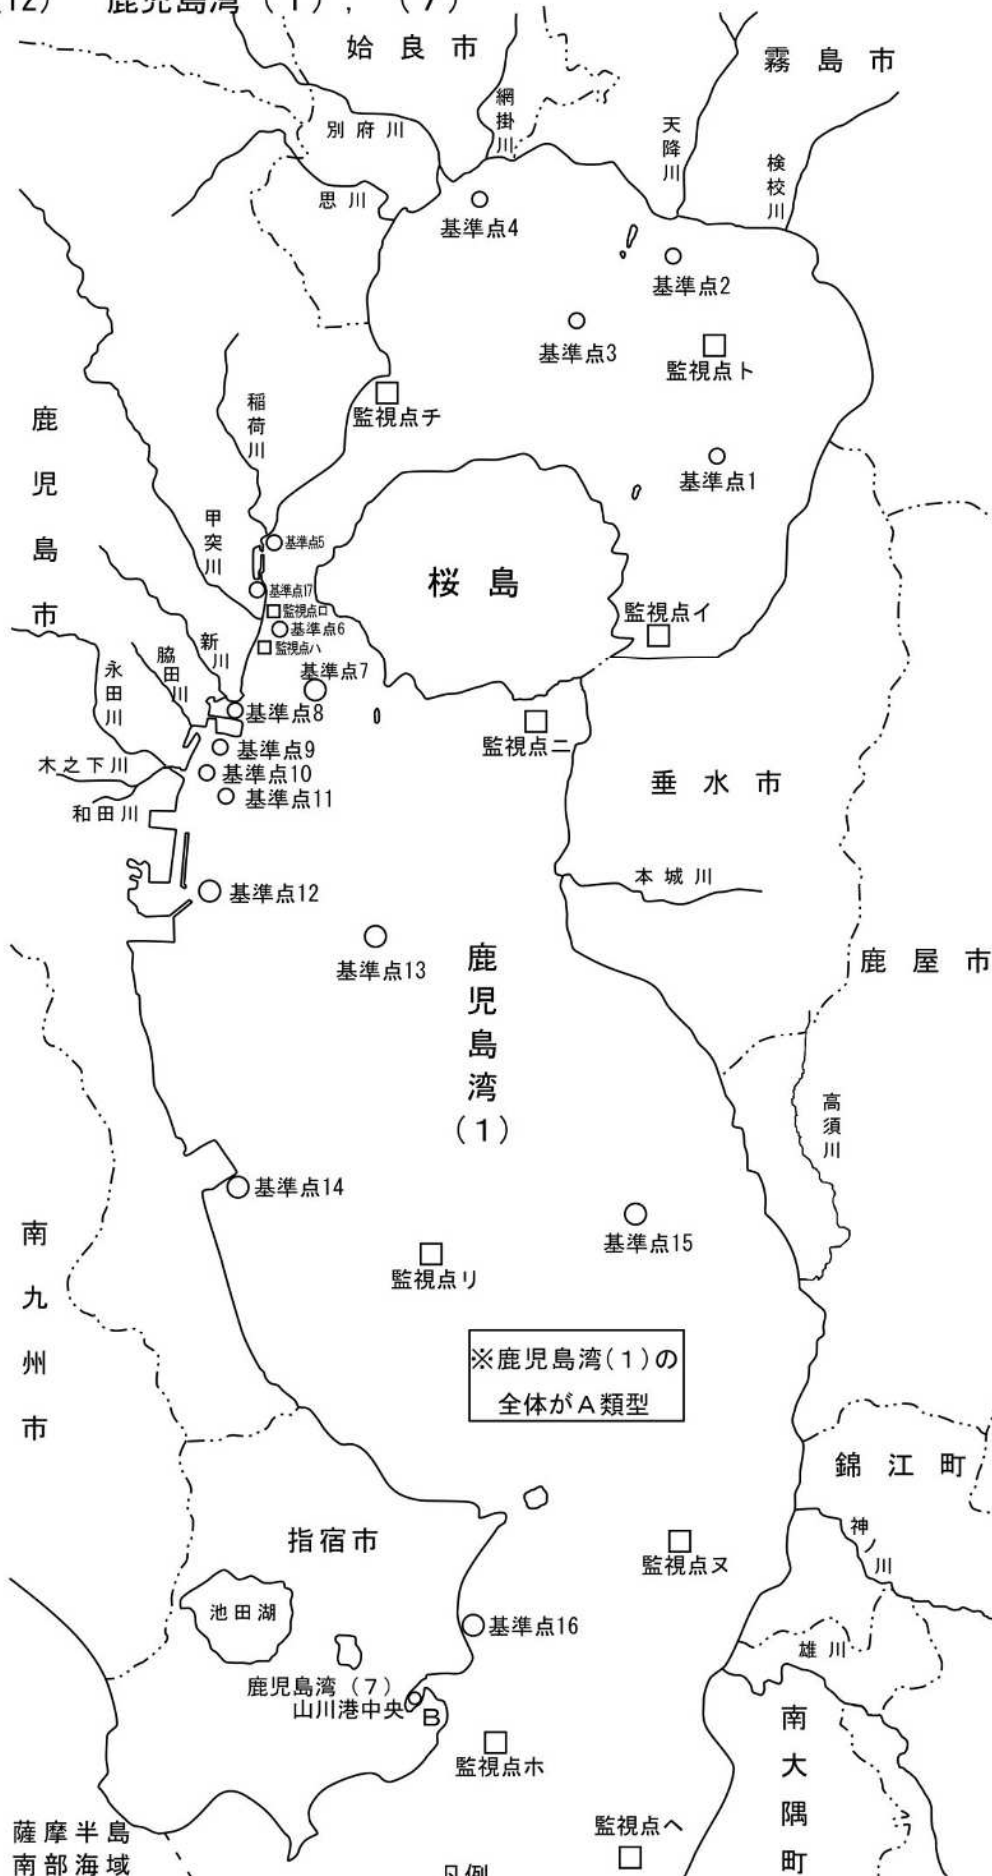 12) 鹿児島湾(1),(7)
姶良市
霧島市
網掛川
別府川
天降川
検校川
思川
基準点4
基準点2
基準点3
監視点ト
監視点チ
稲荷川
鹿児島市
基準点1
甲突川
基準点5
桜島
基準点17
監視点ロ
監視点イ
基準点6
新川
監視点ハ
脇田川
永田川
基準点7
基準点8
監視点ニ
基準点9
木之下川
基準点10
垂水市
和田川
基準点11
本城川
基準点12
鹿児島湾
(1)
鹿屋市
基準点13
高須川
基準点14
南九州市
基準点15
監視点リ
※鹿児島湾(1)の
全体がA類型
錦江町
神ノ川
指宿市
監視点ヌ
池田湖
基準点16
雄川
鹿児島湾(7)
山川港中央
B
南大隅町
監視点ホ
監視点ヘ
薩摩半島
南部海域
凡例